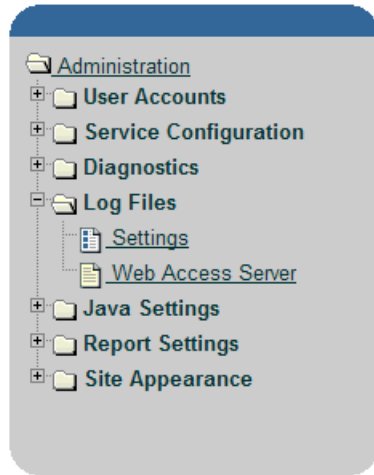 Administration
User Accounts
Service Configuration
Diagnostics
Log Files
Settings
Web Access Server
Java Settings
Report Settings
Site Appearance